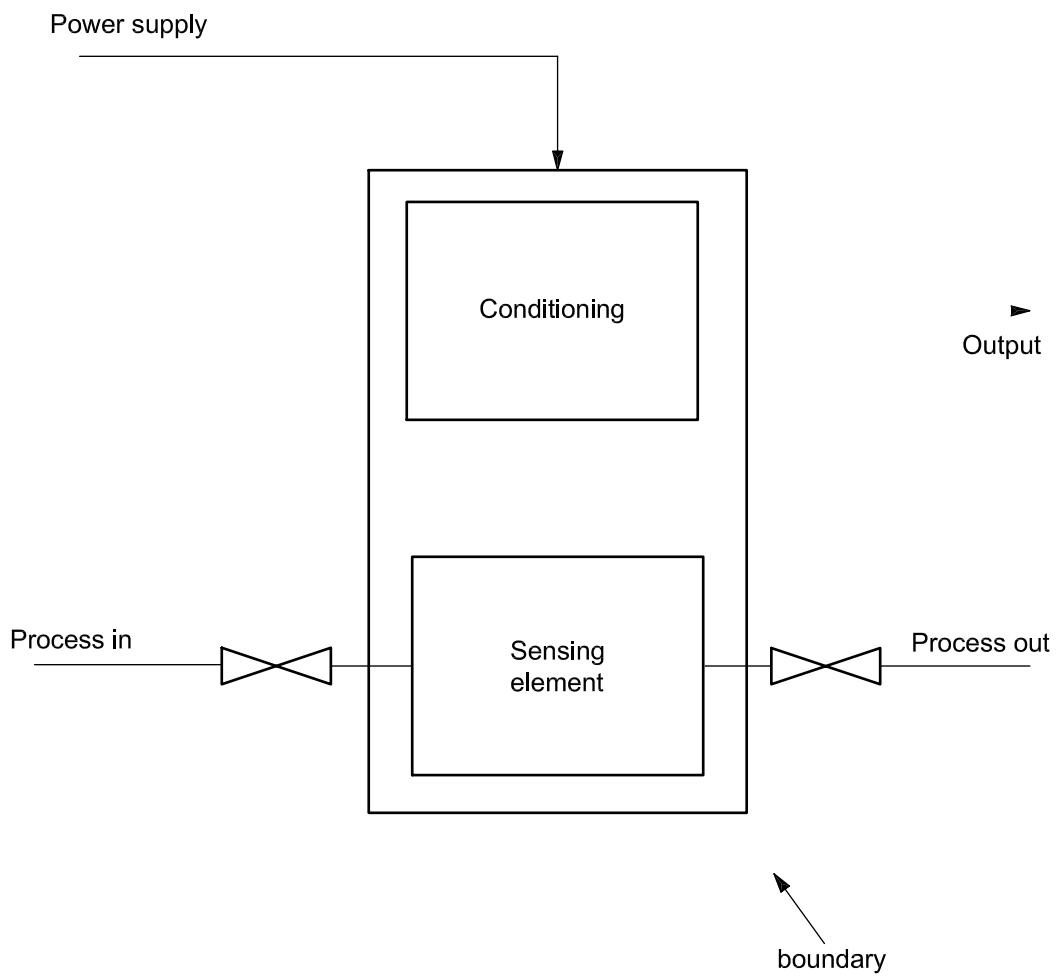 Power supply
Conditioning
Output
Process in
Sensing
element
Process out
boundary